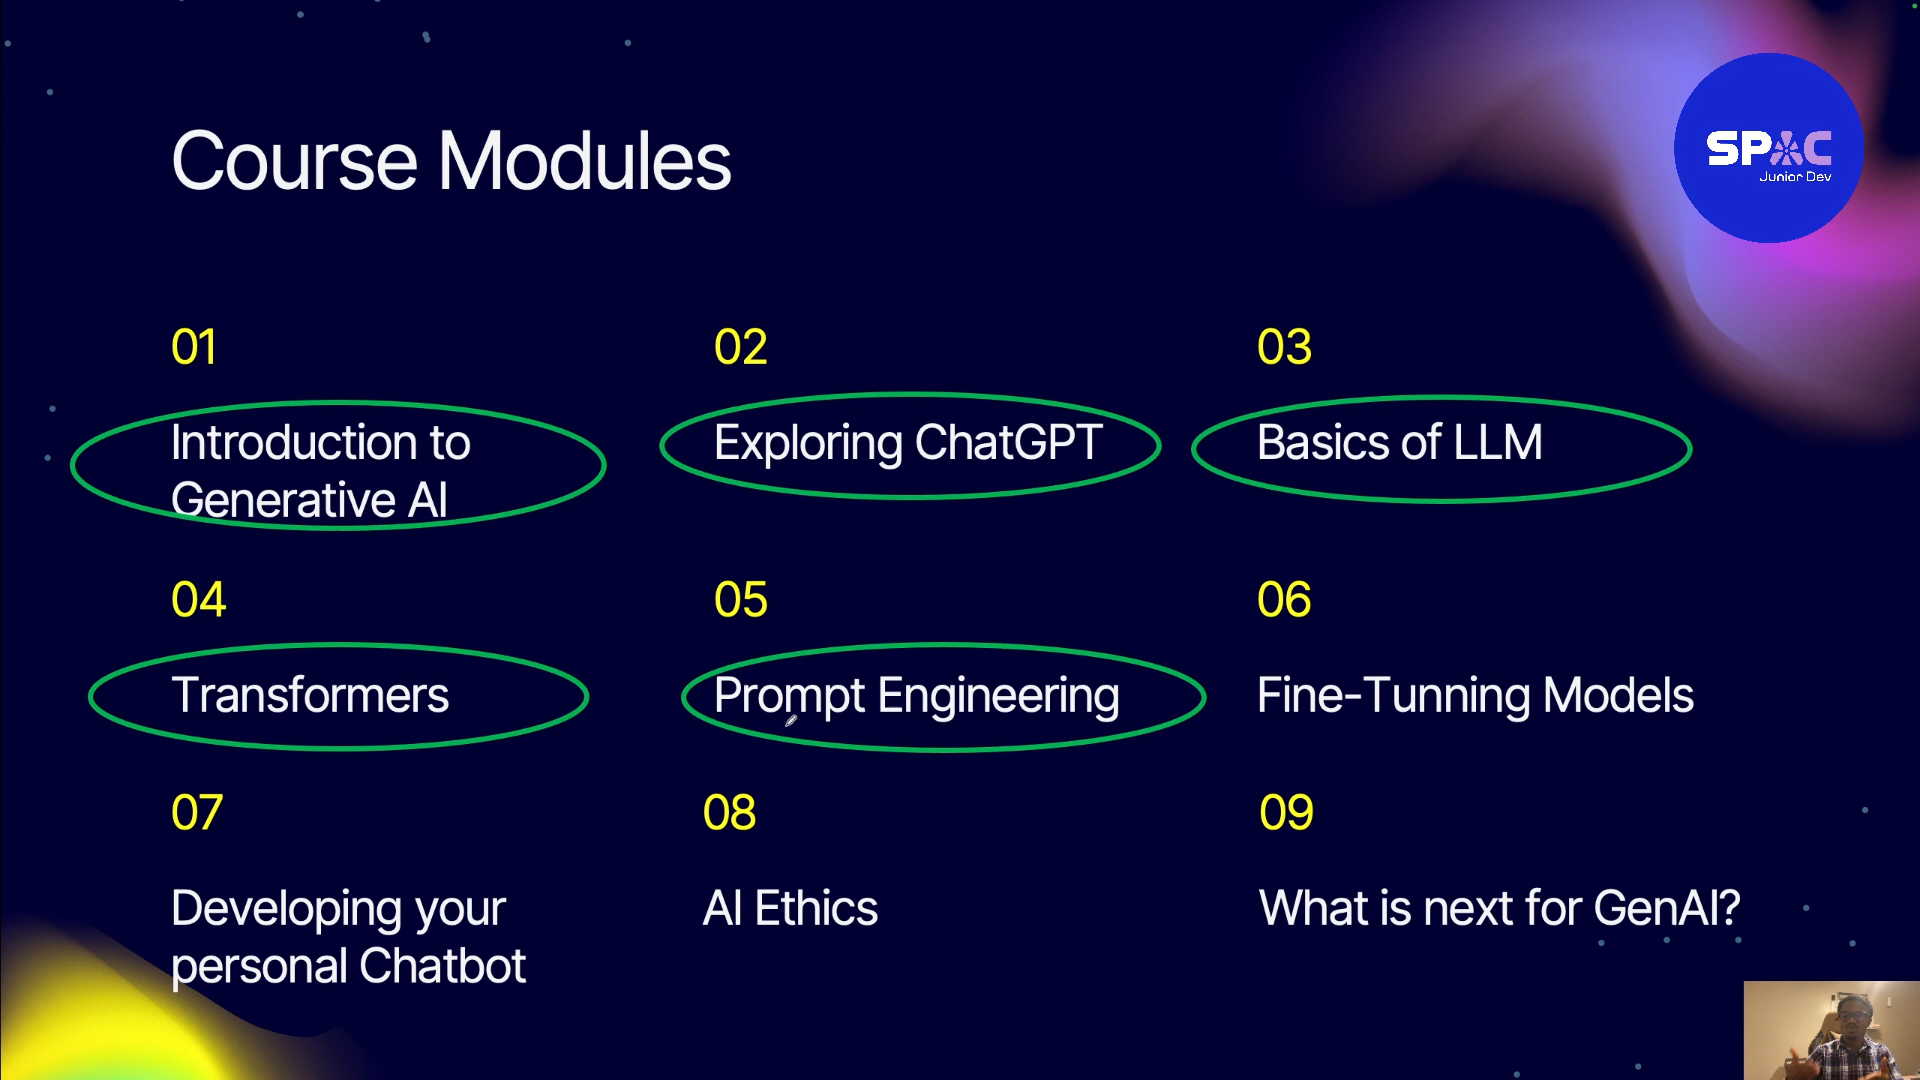 Course Modules
SPAC
Junior Dev
01
02
03
Introduction to
Generative AI
Exploring ChatGPT
Basics of LLM
04
05
06
Transformers
Prompt Engineering
Fine-Tunning Models
07
08
09
Developing your
personal Chatbot
AI Ethics
What is next for GenAI?